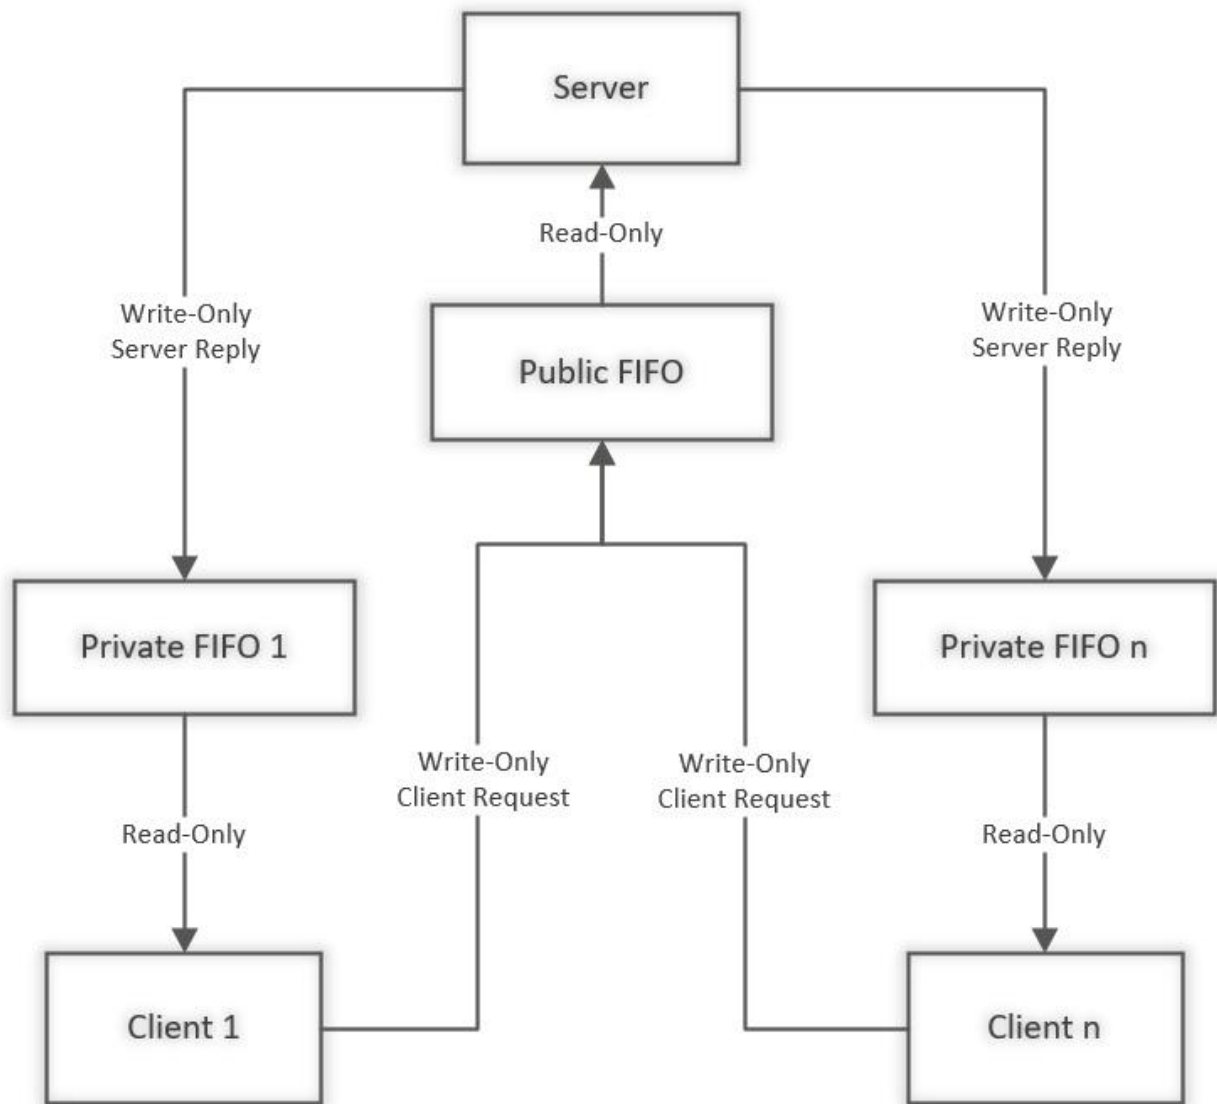 Server
Read-Only
Write-Only
Server Reply
Write-Only
Server Reply
Public FIFO
Private FIFO 1
Private FIFO n
Write-Only
Client Request
Write-Only
Client Request
Read-Only
Read-Only
Client 1
Client n